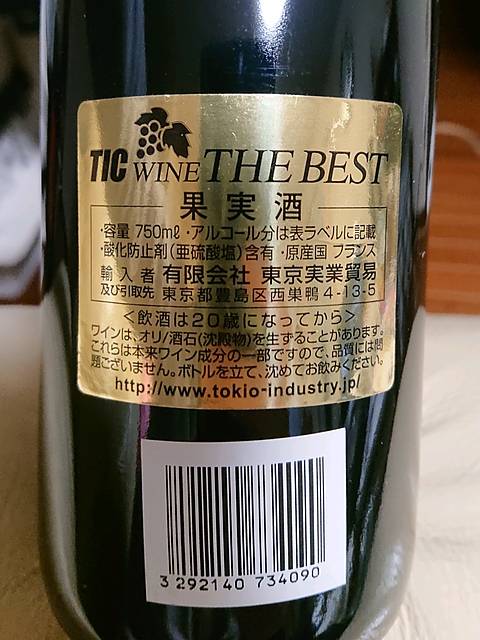 TIC WINE THE BEST
果実酒
・容量 750mℓ ・アルコール分は表ラベルに記載
・酸化防止剤(亜硫酸塩)含有 ・原産国 フランス
輸入者 有限会社 東京実業貿易
及び引取先 東京都豊島区西巣鴨 4-13-5
＜飲酒は20歳になってから＞
ワインは、オリ/酒石(沈殿物)を生ずることがあります。
これらは本来ワイン成分の一部ですので、品質には問
題ございません。ボトルを立て、沈めてお飲みください。
http://www.tokio-industry.jp/
3 292140 734090